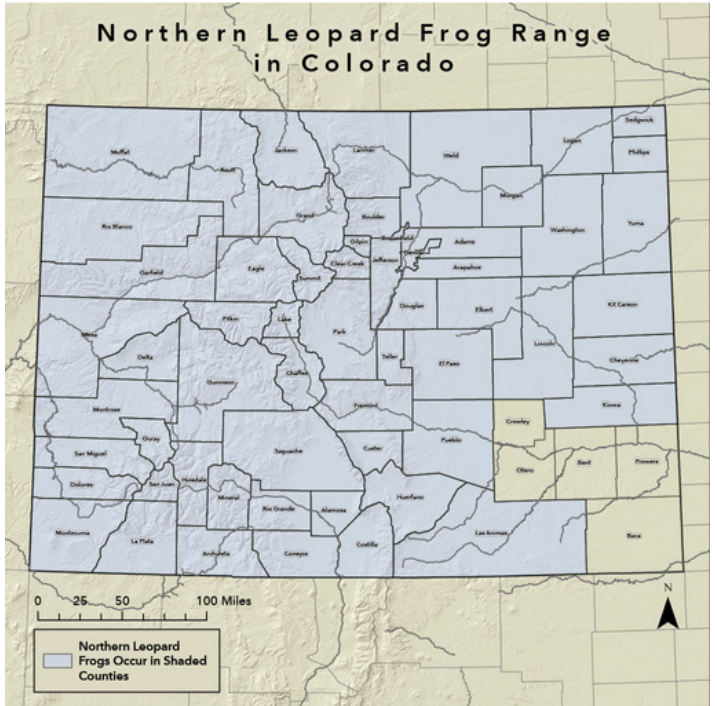 Northern Leopard Frog Range
in Colorado
Sedgwick
Moffat
Routt
Jackson
Larimer
Weld
Logan
Phillips
Morgan
Rio Blanco
Grand
Boulder
Washington
Yuma
Gilpin
Broomfield
Adams
Garfield
Eagle
Summit
Clear Creek
Jefferson
Denver
Arapahoe
Pitkin
Lake
Park
Douglas
Elbert
Kit Carson
Mesa
Delta
Teller
El Paso
Lincoln
Cheyenne
Gunnison
Chaffee
Montrose
Fremont
Kiowa
Crowley
Ouray
Saguache
Custer
Pueblo
San Miguel
Otero
Bent
Prowers
Dolores
San Juan
Hinsdale
Mineral
Rio Grande
Alamosa
Huerfano
Montezuma
La Plata
Archuleta
Conejos
Costilla
Las Animas
Baca
0 25 50 100 Miles
N
Northern Leopard
Frogs Occur in Shaded
Counties